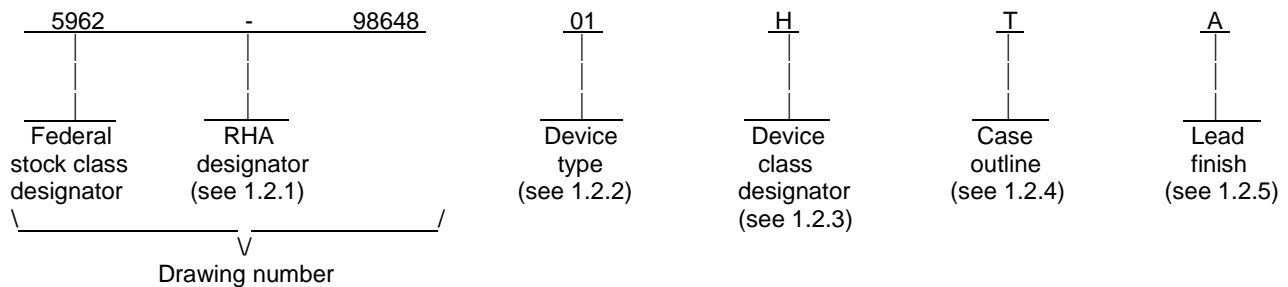 5962 - 98648 01 H T A
Federal RHA Device Device Case Lead
stock class designator type class outline finish
designator (see 1.2.1) (see 1.2.2) designator (see 1.2.4) (see 1.2.5)
(see 1.2.3)
Drawing number